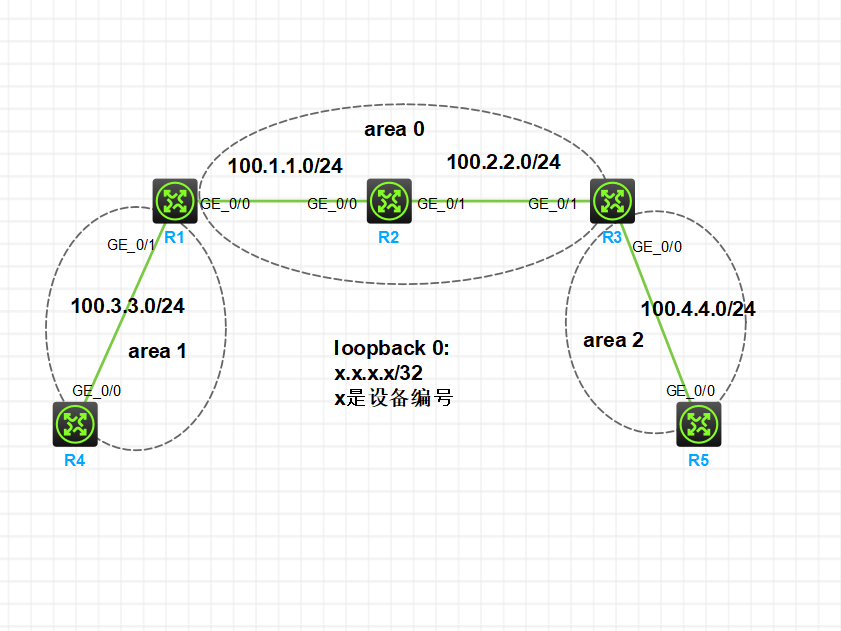 area 0
100.1.1.0/24
100.2.2.0/24
GE_0/0
GE_0/0
GE_0/1
GE_0/1
R1
R2
R3
GE_0/1
GE_0/0
100.3.3.0/24
100.4.4.0/24
area 1
area 2
loopback 0:
x.x.x.x/32
x是设备编号
GE_0/0
GE_0/0
R4
R5